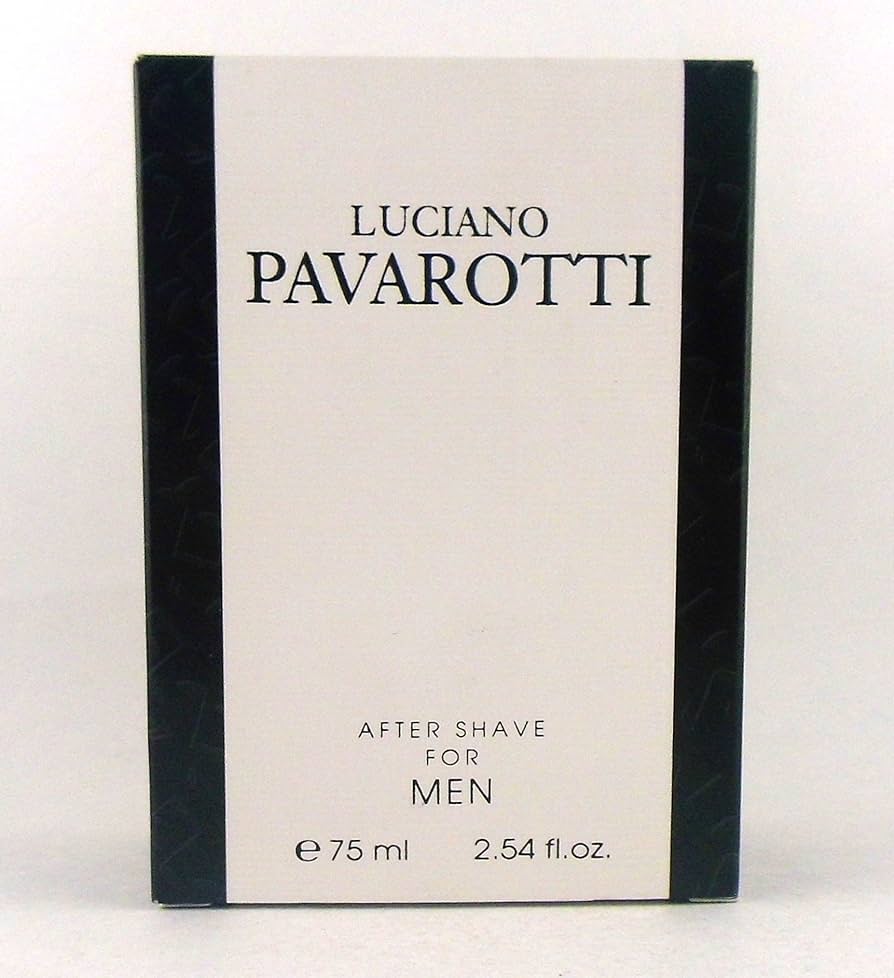 LUCIANO
PAVAROTTI
AFTER SHAVE
FOR
MEN
℮ 75 ml 2.54 fl.oz.